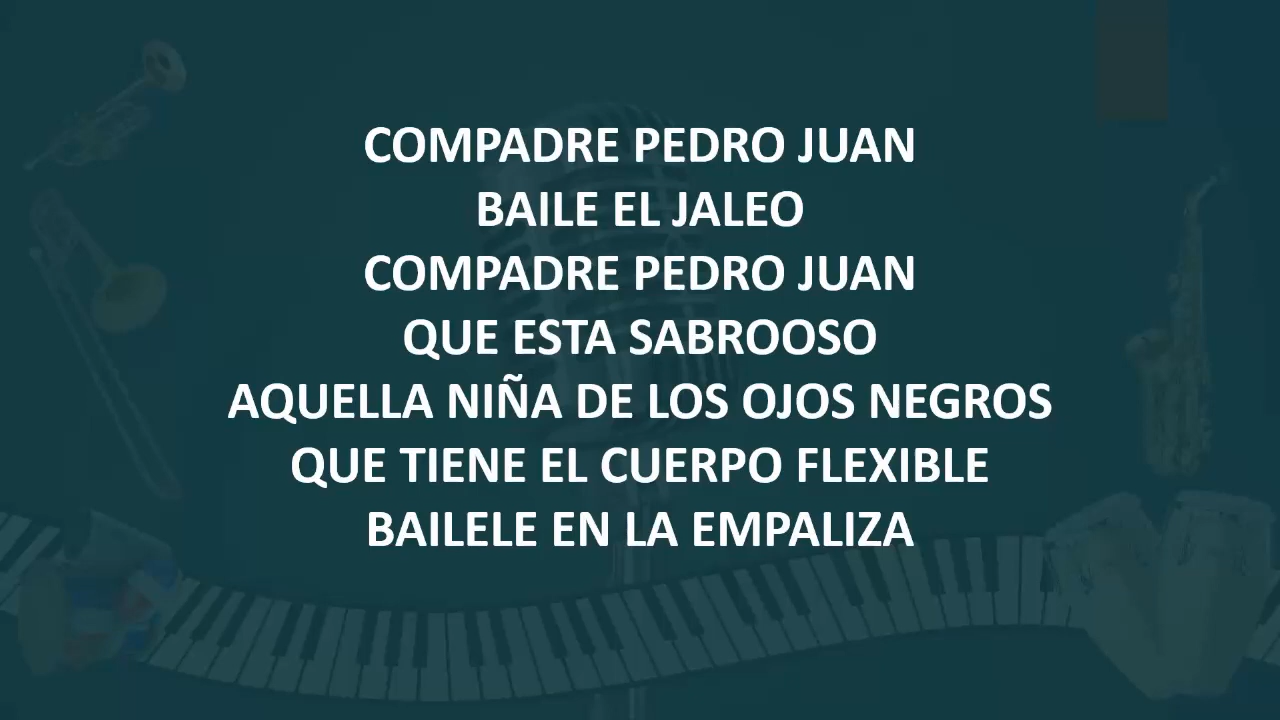 COMPADRE PEDRO JUAN
BAILE EL JALEO
COMPADRE PEDRO JUAN
QUE ESTA SABROOSO
AQUELLA NIÑA DE LOS OJOS NEGROS
QUE TIENE EL CUERPO FLEXIBLE
BAILELE EN LA EMPALIZA